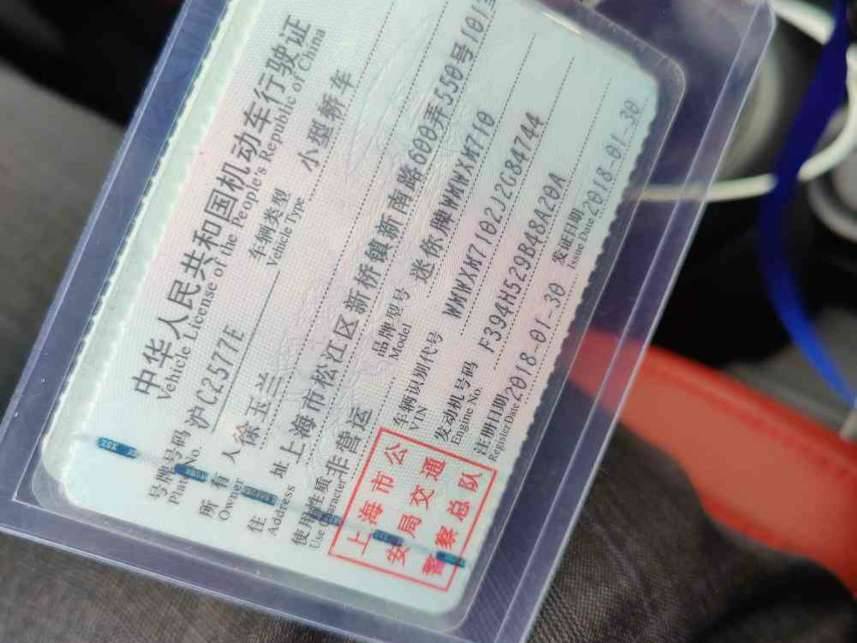 中华人民共和国机动车行驶证
Vehicle License of the People's Republic of China
号牌号码 沪C2577E 车辆类型 小型轿车
Plate No. Vehicle Type
所有人 徐玉兰
Owner
住址 上海市松江区新桥镇新南路600弄550号101
Address
使用性质 非营运 品牌型号 迷你牌WMWXM710
Use Character Model
车辆识别代号 WMWXM7102J2G84744
VIN
发动机号码 F394H529B48A20A
Engine No.
注册日期 2018-01-30 发证日期 2018-01-30
Register Date Issue Date
上海市公
安局交通
警察总队